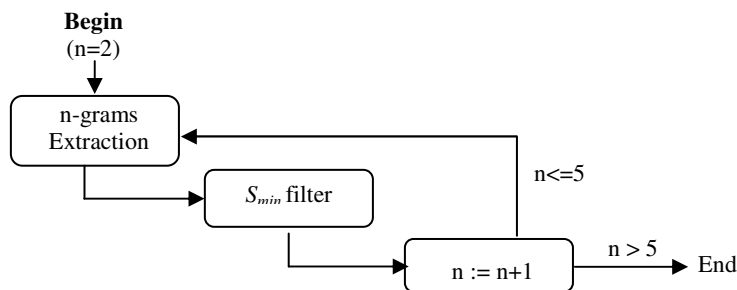 Begin
(n=2)
n-grams
Extraction
S_min filter
n<=5
n := n+1
n > 5
End